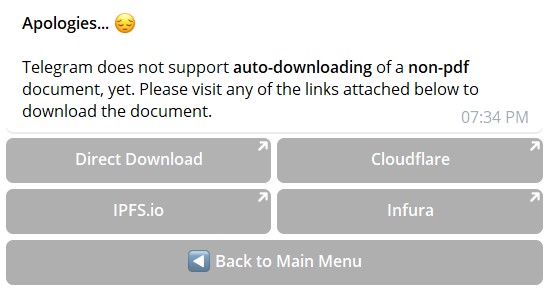 Apologies... 😔
Telegram does not support auto-downloading of a non-pdf
document, yet. Please visit any of the links attached below to
download the document.
07:34 PM
Direct Download
Cloudflare
IPFS.io
Infura
◀️ Back to Main Menu